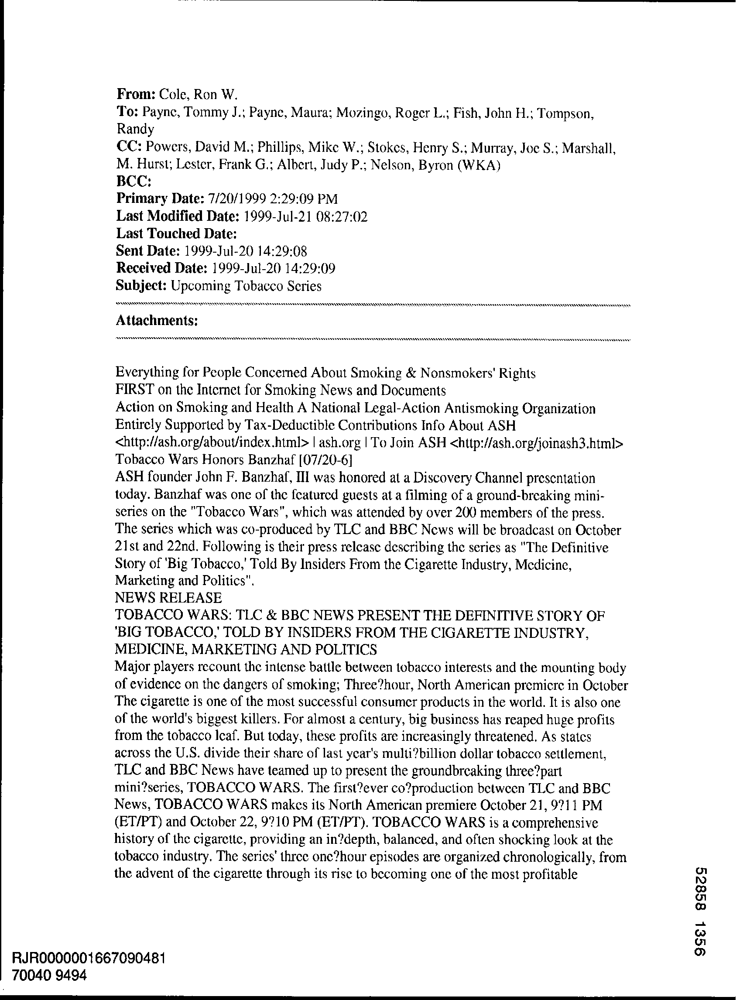 From: Cole, Ron W.
To: Payne, Tommy J.; Payne, Maura; Mozingo, Roger L.; Fish, John H.; Tompson,
Randy
CC: Powers, David M.; Phillips, Mike W.; Stokes, Henry S.; Murray, Joe S.; Marshall,
M. Hurst; Lester, Frank G.; Albert, Judy P.; Nelson, Byron (WKA)
BCC:
Primary Date: 7/20/1999 2:29:09 PM
Last Modified Date: 1999-Jul-21 08:27:02
Last Touched Date:
Sent Date: 1999-Jul-20 14:29:08
Received Date: 1999-Jul-20 14:29:09
Subject: Upcoming Tobacco Series
Attachments:
Everything for People Concerned About Smoking & Nonsmokers' Rights
FIRST on the Internet for Smoking News and Documents
Action on Smoking and Health A National Legal-Action Antismoking Organization
Entirely Supported by Tax-Deductible Contributions Info About ASH
<http://ash.org/about/index.html> | ash.org | To Join ASH <http://ash.org/joinash3.html>
Tobacco Wars Honors Banzhaf [07/20-6]
ASH founder John F. Banzhaf, III was honored at a Discovery Channel presentation
today. Banzhaf was one of the featured guests at a filming of a ground-breaking mini-
series on the "Tobacco Wars", which was attended by over 200 members of the press.
The series which was co-produced by TLC and BBC News will be broadcast on October
21st and 22nd. Following is their press release describing the series as "The Definitive
Story of 'Big Tobacco,' Told By Insiders From the Cigarette Industry, Medicine,
Marketing and Politics".
NEWS RELEASE
TOBACCO WARS: TLC & BBC NEWS PRESENT THE DEFINITIVE STORY OF
'BIG TOBACCO,' TOLD BY INSIDERS FROM THE CIGARETTE INDUSTRY,
MEDICINE, MARKETING AND POLITICS
Major players recount the intense battle between tobacco interests and the mounting body
of evidence on the dangers of smoking; Three?hour, North American premiere in October
The cigarette is one of the most successful consumer products in the world. It is also one
of the world's biggest killers. For almost a century, big business has reaped huge profits
from the tobacco leaf. But today, these profits are increasingly threatened. As states
across the U.S. divide their share of last year's multi?billion dollar tobacco settlement,
TLC and BBC News have teamed up to present the groundbreaking three?part
mini?series, TOBACCO WARS. The first?ever co?production between TLC and BBC
News, TOBACCO WARS makes its North American premiere October 21, 9?11 PM
(ET/PT) and October 22, 9?10 PM (ET/PT). TOBACCO WARS is a comprehensive
history of the cigarette, providing an in?depth, balanced, and often shocking look at the
tobacco industry. The series' three one?hour episodes are organized chronologically, from
the advent of the cigarette through its rise to becoming one of the most profitable
52858 1356
RJR0000001667090481
70040 9494